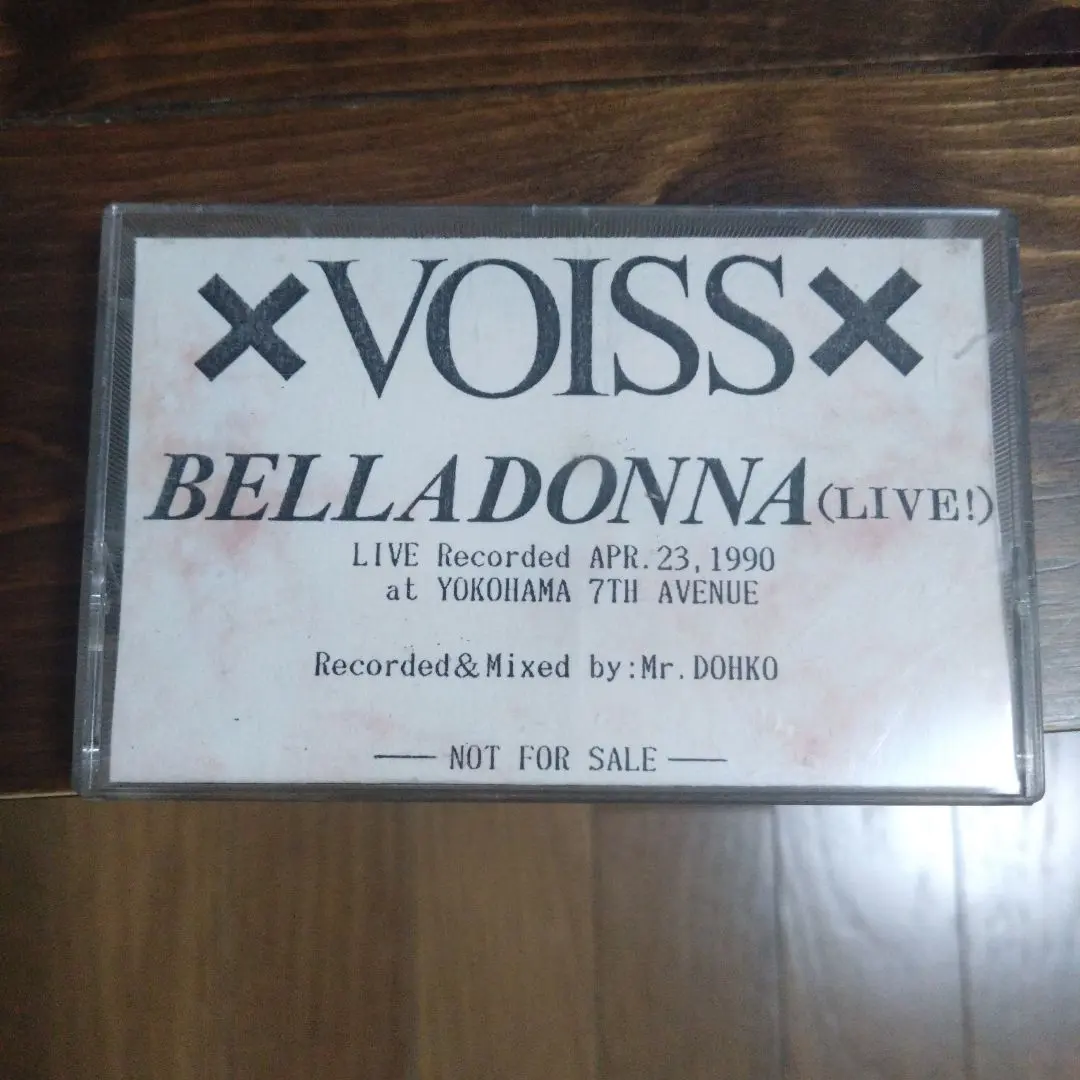 ×VOISS×
BELLADONNA(LIVE!)
LIVE Recorded APR.23,1990
at YOKOHAMA 7TH AVENUE
Recorded&Mixed by:Mr.DOHKO
── NOT FOR SALE ──